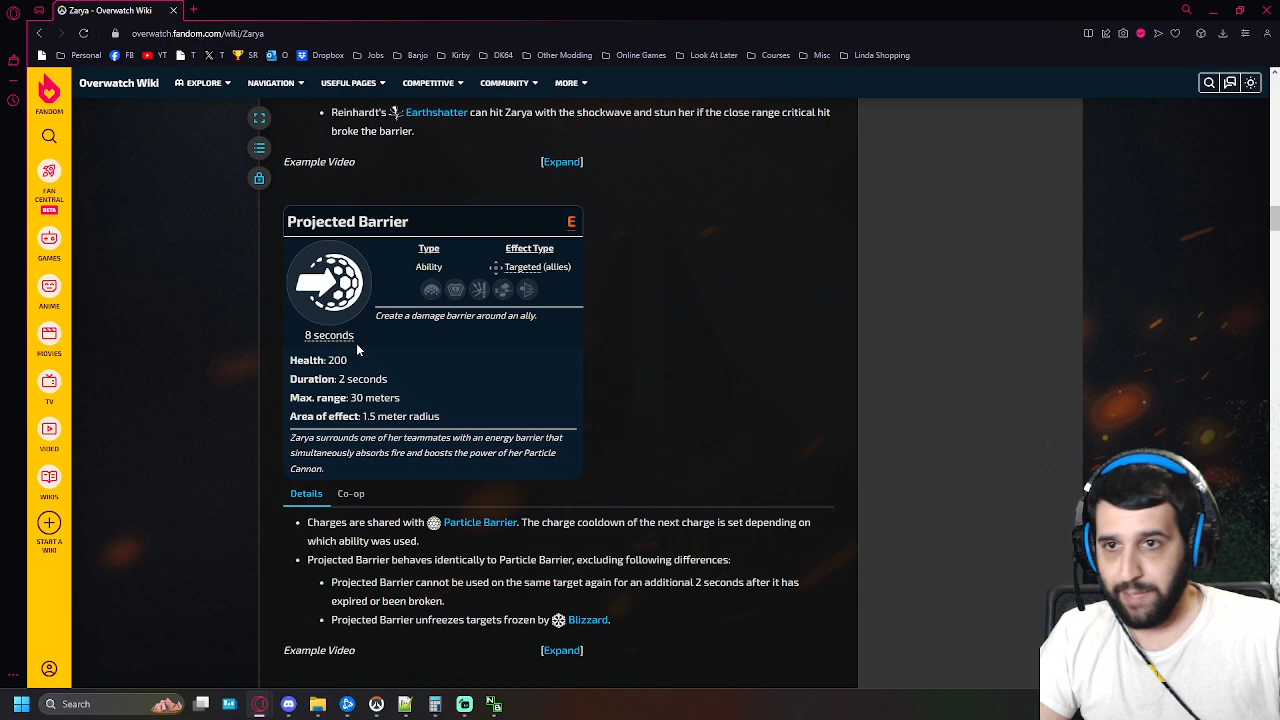 Zarya - Overwatch Wiki
overwatch.fandom.com/wiki/Zarya
Personal FB YT T T SR O Dropbox Jobs Banjo Kirby DK64 Other Modding Online Games Look At Later Courses Misc Linda Shopping
Overwatch Wiki EXPLORE NAVIGATION USEFUL PAGES COMPETITIVE COMMUNITY MORE
FANDOM
FAN
CENTRAL
BETA
GAMES
ANIME
MOVIES
TV
VIDEO
WIKIS
START A
WIKI
Reinhardt's Earthshatter can hit Zarya with the shockwave and stun her if the close range critical hit
broke the barrier.
Example Video [Expand]
Projected Barrier E
Type Effect Type
Ability Targeted (allies)
Create a damage barrier around an ally.
8 seconds
Health: 200
Duration: 2 seconds
Max. range: 30 meters
Area of effect: 1.5 meter radius
Zarya surrounds one of her teammates with an energy barrier that
simultaneously absorbs fire and boosts the power of her Particle
Cannon.
Details Co-op
Charges are shared with Particle Barrier. The charge cooldown of the next charge is set depending on
which ability was used.
Projected Barrier behaves identically to Particle Barrier, excluding following differences:
Projected Barrier cannot be used on the same target again for an additional 2 seconds after it has
expired or been broken.
Projected Barrier unfreezes targets frozen by Blizzard.
Example Video [Expand]
Search